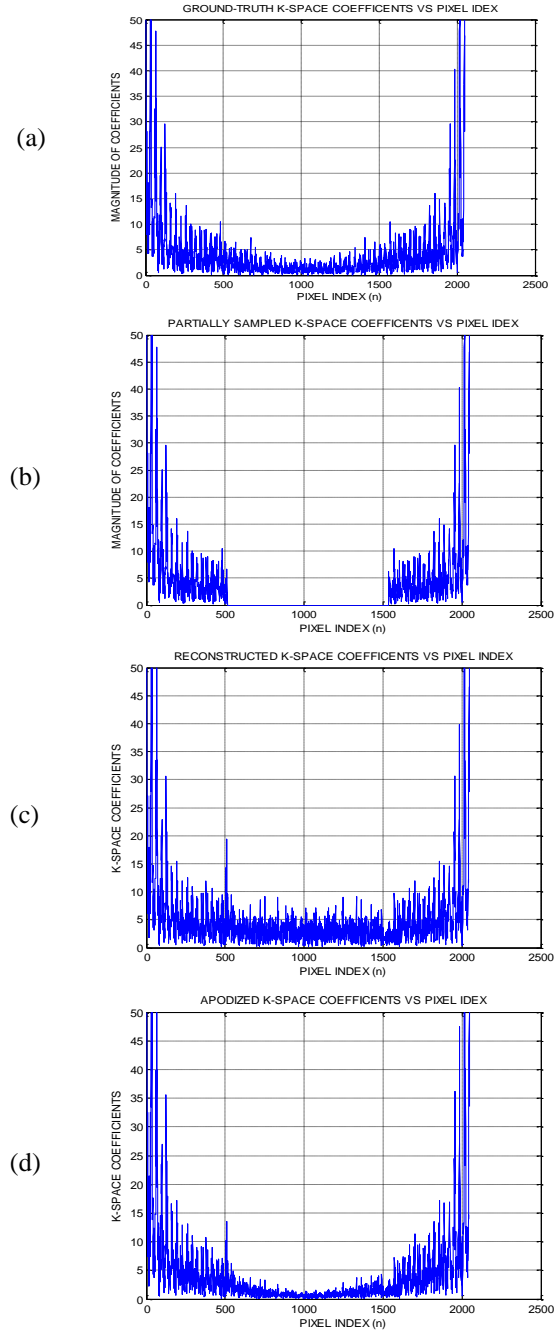 GROUND-TRUTH K-SPACE COEFFICENTS VS PIXEL IDEX
50
45
40
35
30
25
20
15
10
5
0
MAGNITUDE OF COEFFICIENTS
(a)
0 500 1000 1500 2000 2500
PIXEL INDEX (n)
PARTIALLY SAMPLED K-SPACE COEFFICENTS VS PIXEL IDEX
50
45
40
35
30
25
20
15
10
5
0
MAGNITUDE OF COEFFICIENTS
(b)
0 500 1000 1500 2000 2500
PIXEL INDEX (n)
RECONSTRUCTED K-SPACE COEFFICENTS VS PIXEL INDEX
50
45
40
35
30
25
20
15
10
5
0
K-SPACE COEFFICIENTS
(c)
0 500 1000 1500 2000 2500
PIXEL INDEX (n)
APODIZED K-SPACE COEFFICENTS VS PIXEL IDEX
50
45
40
35
30
25
20
15
10
5
0
K-SPACE COEFFICIENTS
(d)
0 500 1000 1500 2000 2500
PIXEL INDEX (n)